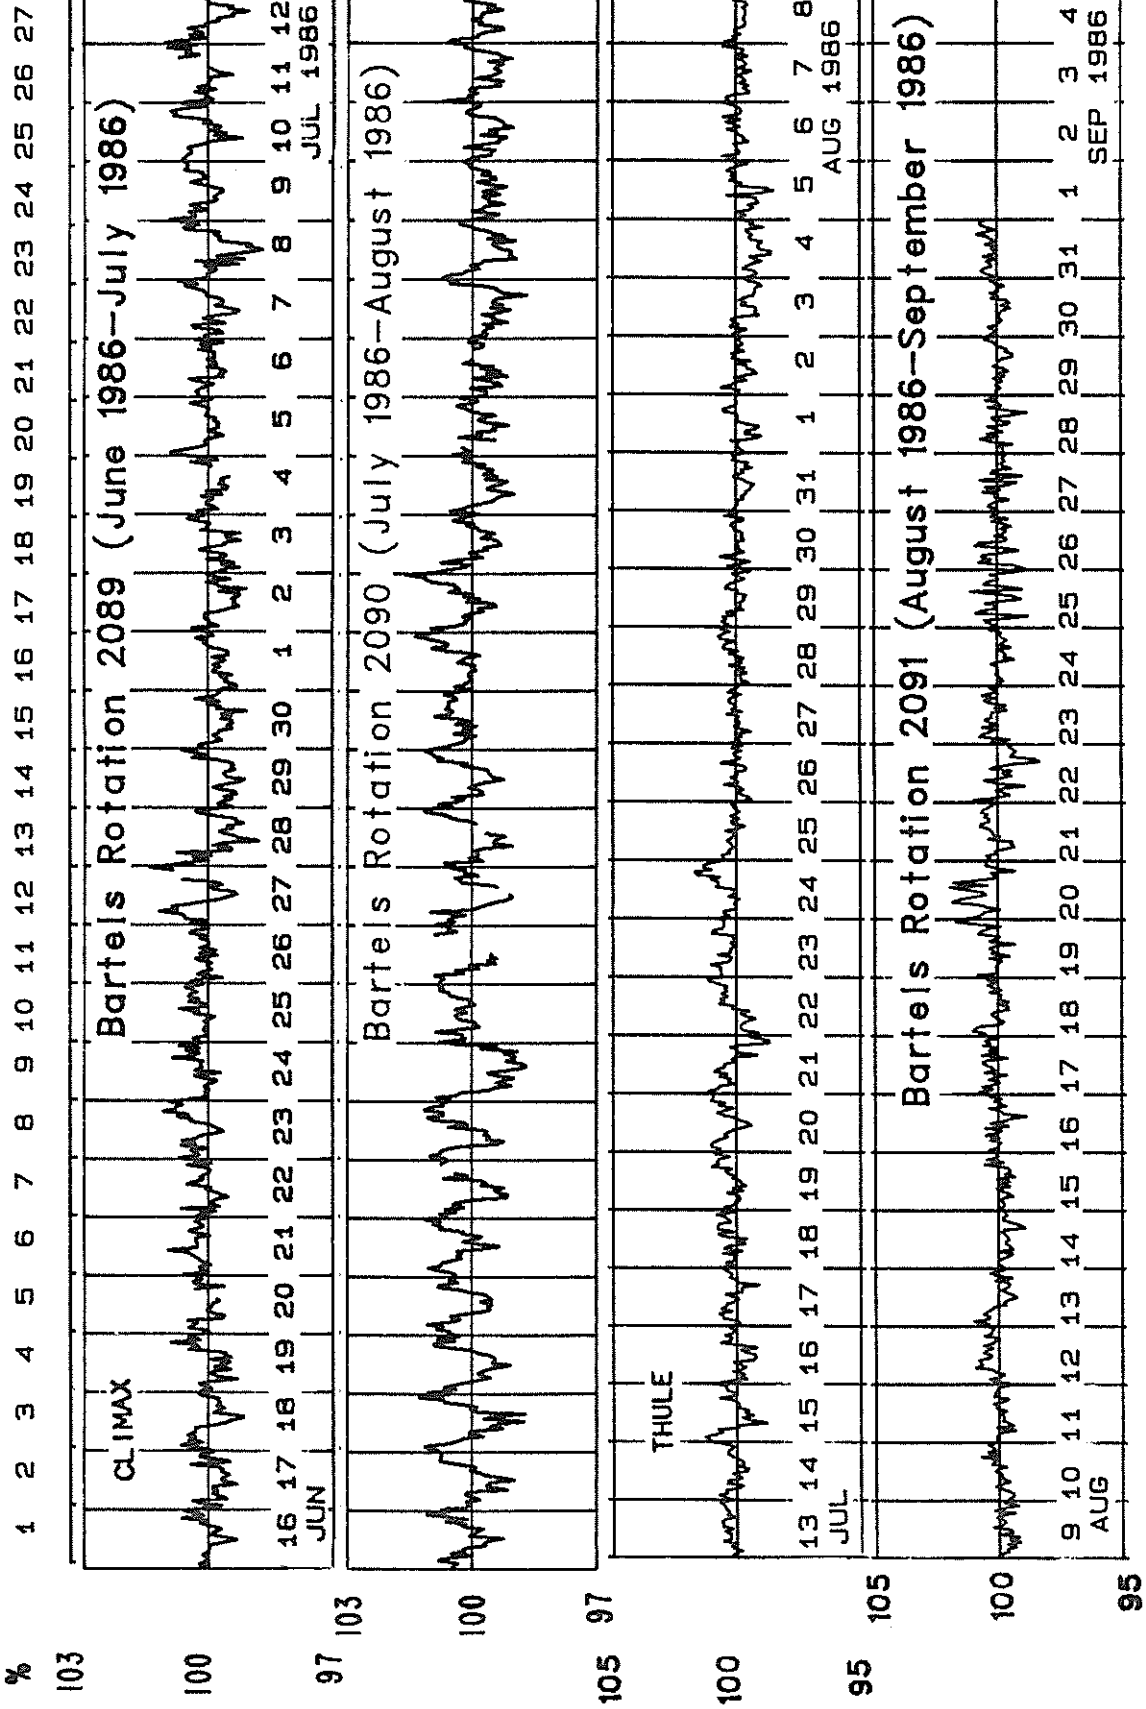 1 2 3 4 5 6 7 8 9 10 11 12 13 14 15 16 17 18 19 20 21 22 23 24 25 26 27
%
103
CLIMAX
Bartels Rotation 2089 (June 1986-July 1986)
100
16 17 18 19 20 21 22 23 24 25 26 27 28 29 30 1 2 3 4 5 6 7 8 9 10 11 12
JUN
JUL 1986
97
103
Bartels Rotation 2090 (July 1986-August 1986)
100
97
105
THULE
100
13 14 15 16 17 18 19 20 21 22 23 24 25 26 27 28 29 30 31 1 2 3 4 5 6 7 8
JUL
AUG 1986
95
105
Bartels Rotation 2091 (August 1986-September 1986)
100
9 10 11 12 13 14 15 16 17 18 19 20 21 22 23 24 25 26 27 28 29 30 31 1 2 3 4
AUG
SEP 1986
95